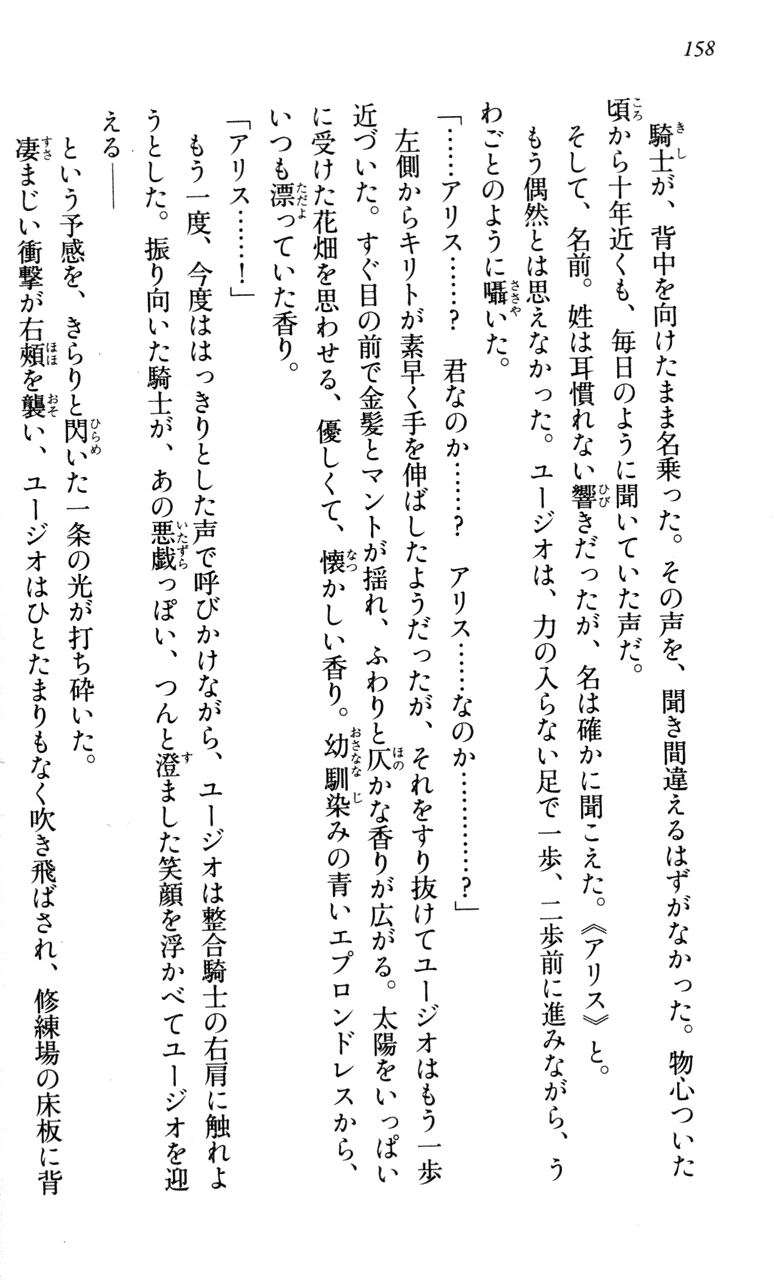 158
騎士が、背中を向けたまま名乗った。その声を、聞き間違えるはずがなかった。物心ついた
頃から十年近くも、毎日のように聞いていた声だ。
そして、名前。姓は耳慣れない響きだったが、名は確かに聞こえた。《アリス》と。
もう偶然とは思えなかった。ユージオは、力の入らない足で一歩、二歩前に進みながら、う
わごとのように囁いた。
「……アリス……？　君なのか……？　アリス……なのか…………？」
左側からキリトが素早く手を伸ばしたようだったが、それをすり抜けてユージオはもう一歩
近づいた。すぐ目の前で金髪とマントが揺れ、ふわりと仄かな香りが広がる。太陽をいっぱい
に受けた花畑を思わせる、優しくて、懐かしい香り。幼馴染みの青いエプロンドレスから、
いつも漂っていた香り。
「アリス……！」
もう一度、今度ははっきりとした声で呼びかけながら、ユージオは整合騎士の右肩に触れよ
うとした。振り向いた騎士が、あの悪戯っぽい、つんと澄ました笑顔を浮かべてユージオを迎
える――
という予感を、きらりと閃いた一条の光が打ち砕いた。
凄まじい衝撃が右頰を襲い、ユージオはひとたまりもなく吹き飛ばされ、修練場の床板に背